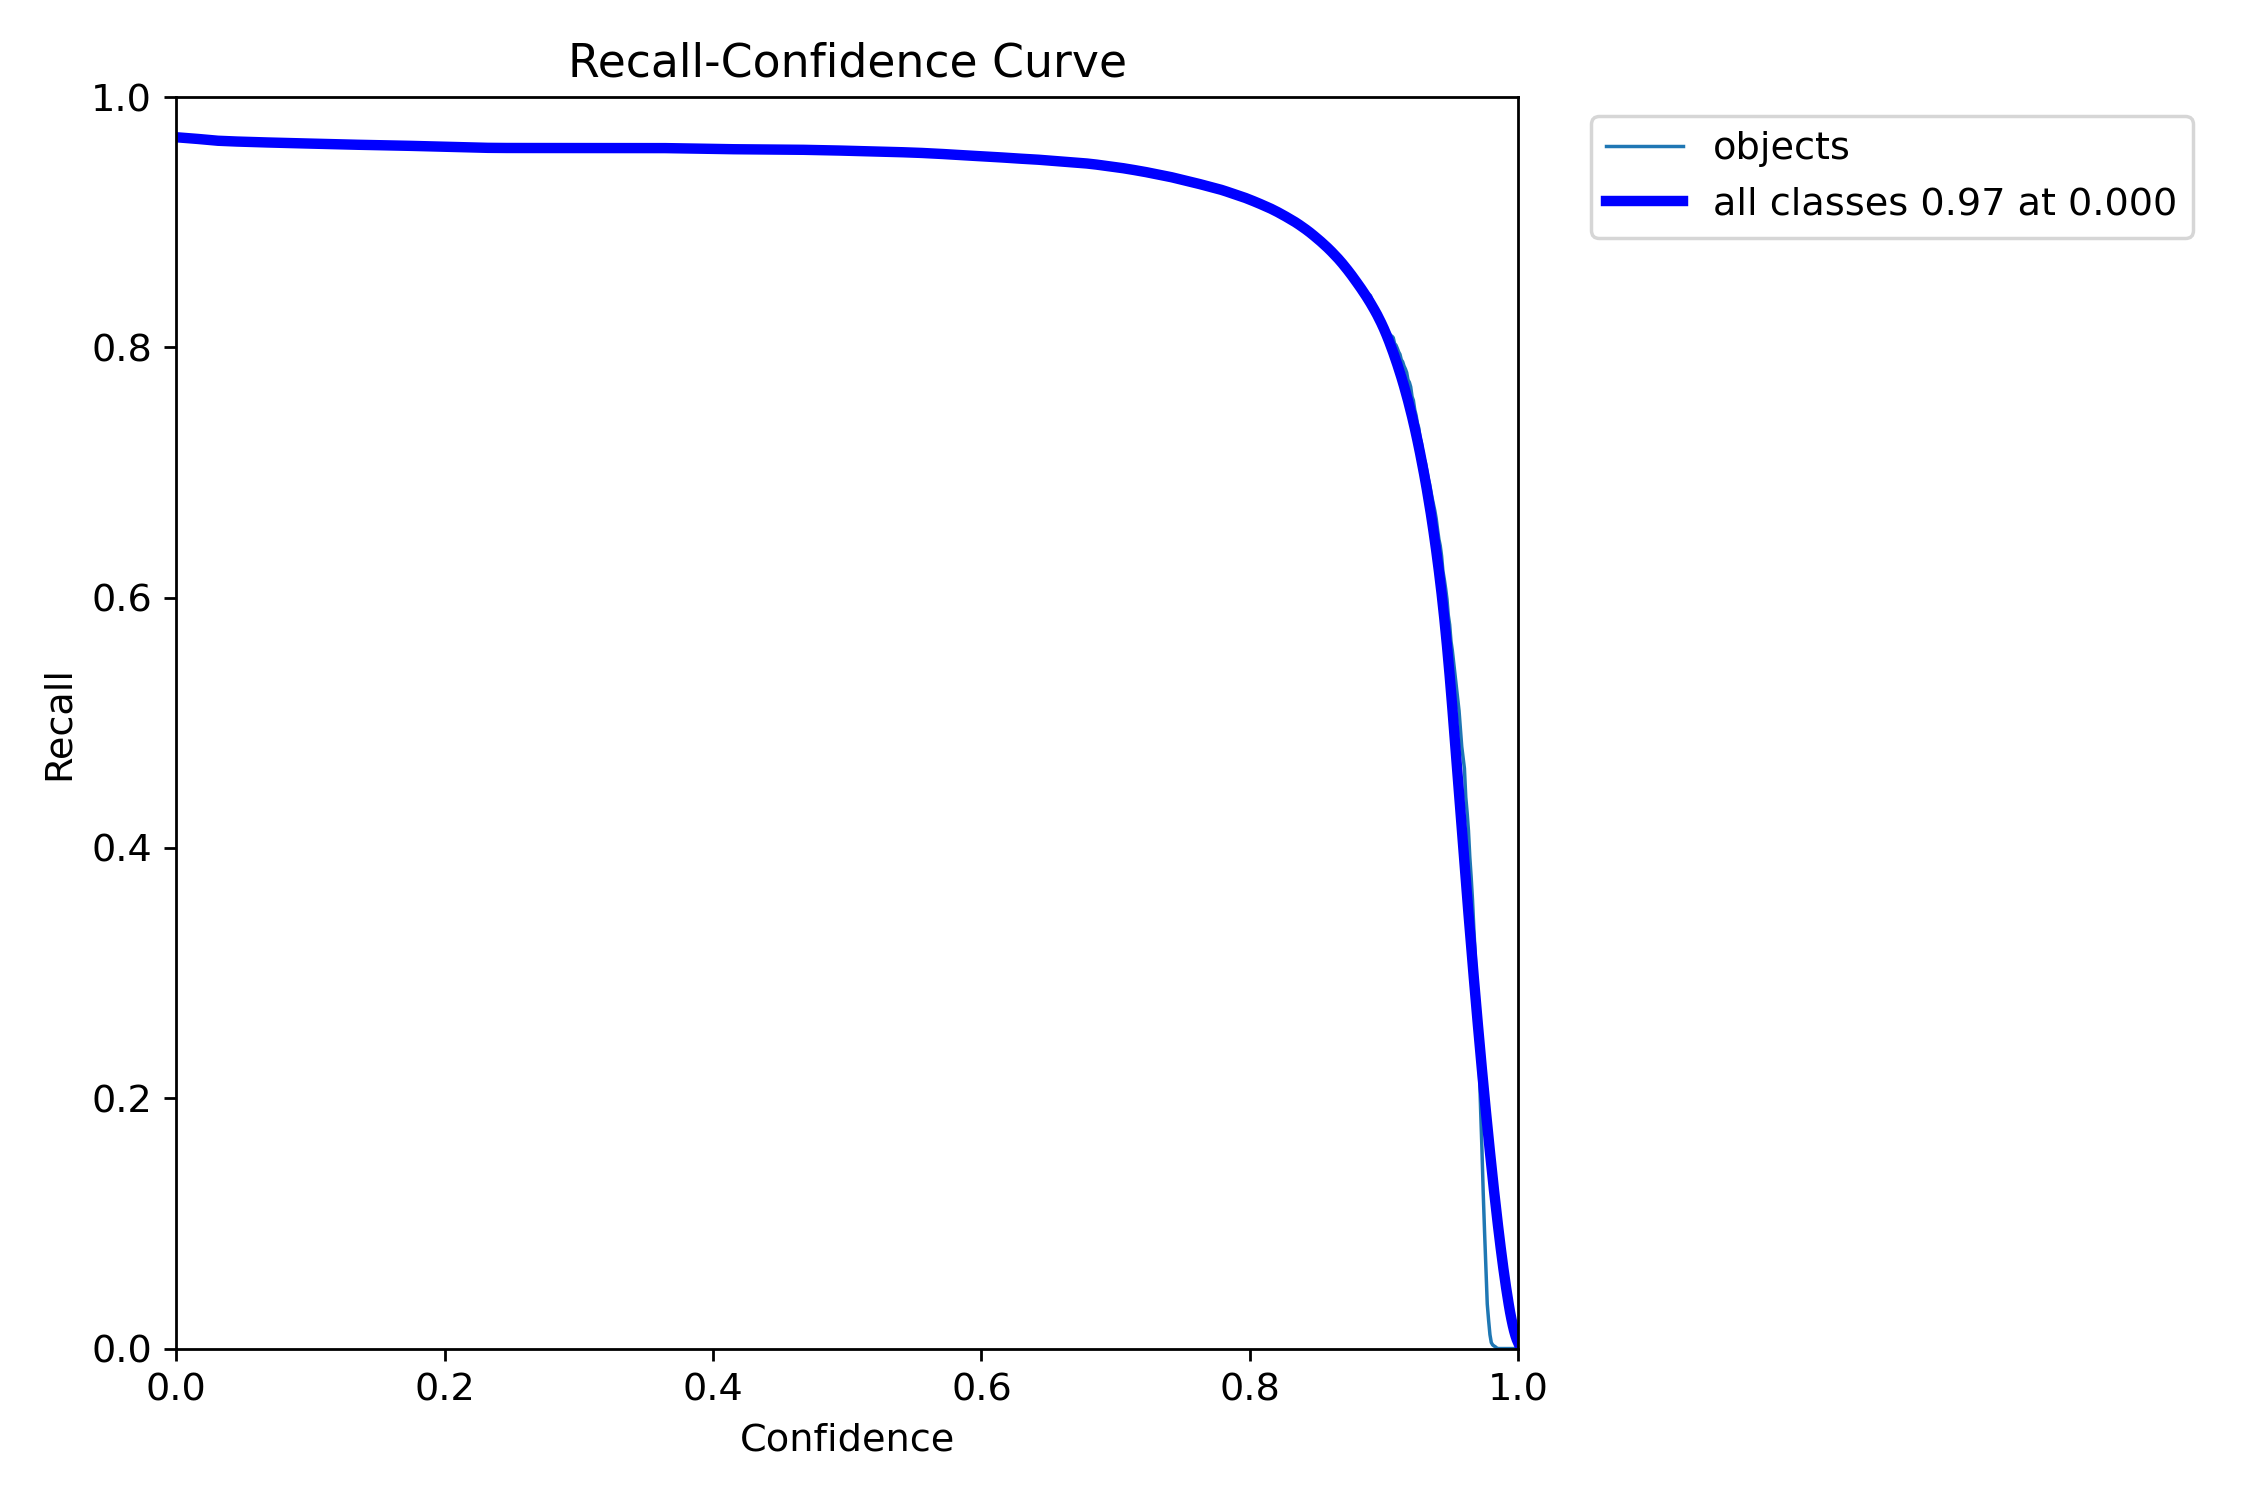 Recall-Confidence Curve
1.0
0.8
0.6
0.4
0.2
0.0
Recall
0.0 0.2 0.4 0.6 0.8 1.0
Confidence
objects
all classes 0.97 at 0.000